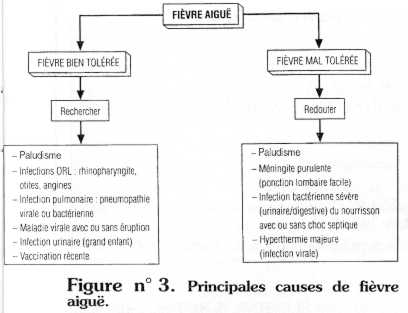 FIÈVRE AIGUË
FIÈVRE BIEN TOLÉRÉE
FIÈVRE MAL TOLÉRÉE
Rechercher
Redouter
– Paludisme
– Infections ORL : rhinopharyngite,
otites, angines
– Infection pulmonaire : pneumopathie
virale ou bactérienne
– Maladie virale avec ou sans éruption
– Infection urinaire (grand enfant)
– Vaccination récente
– Paludisme
– Méningite purulente
(ponction lombaire facile)
– Infection bactérienne sévère
(urinaire/digestive) du nourrisson
avec ou sans choc septique
– Hyperthermie majeure
(infection virale)
Figure n° 3. Principales causes de fièvre
aiguë.